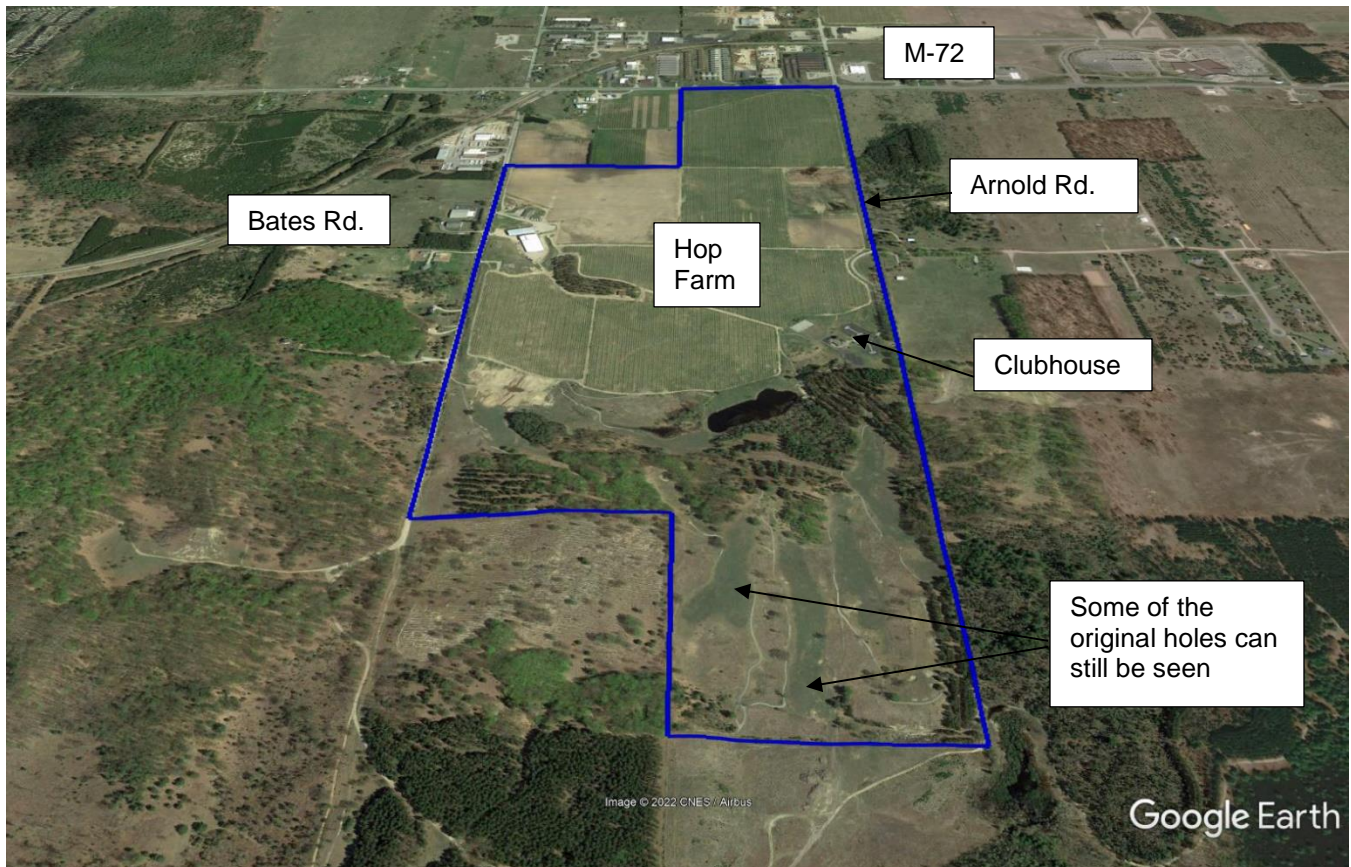 M-72
Arnold Rd.
Bates Rd.
Hop
Farm
Clubhouse
Some of the
original holes can
still be seen
Image © 2022 CNES / Airbus
Google Earth